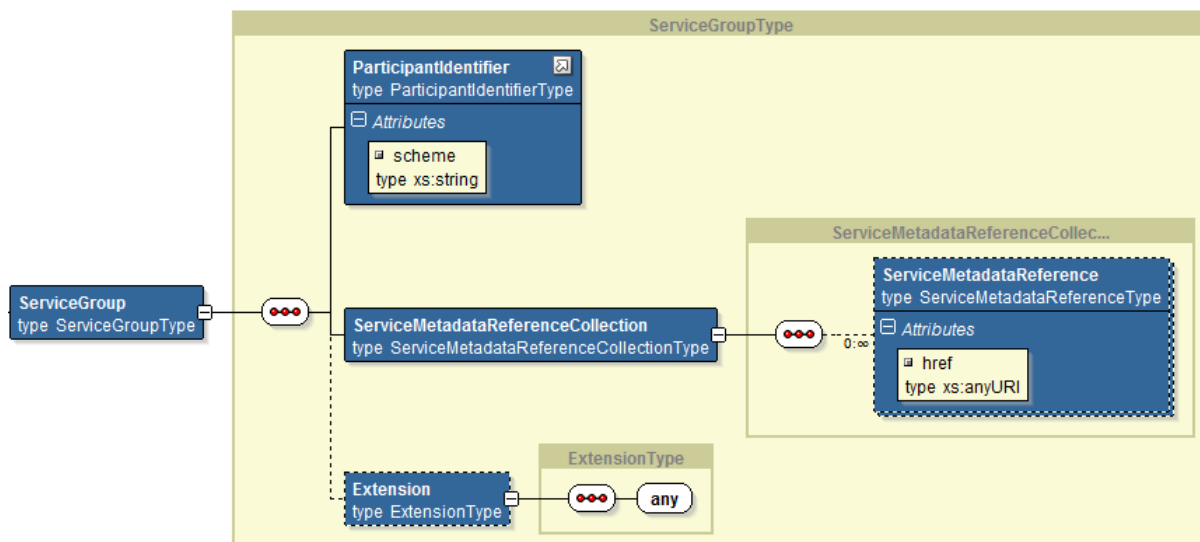 ServiceGroupType
ParticipantIdentifier
type ParticipantIdentifierType
Attributes
scheme
type xs:string
ServiceMetadataReferenceCollec...
ServiceMetadataReference
type ServiceMetadataReferenceType
Attributes
href
type xs:anyURI
ServiceGroup
type ServiceGroupType
ServiceMetadataReferenceCollection
type ServiceMetadataReferenceCollectionType
0:∞
ExtensionType
Extension
type ExtensionType
any